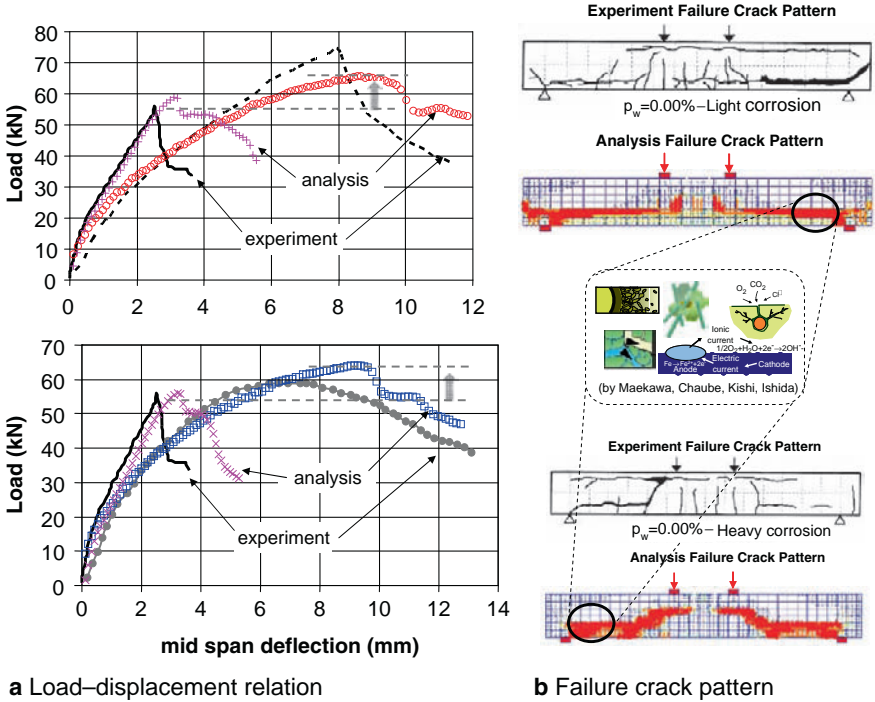 80
70
60
50
40
30
20
10
0
Load (kN)
analysis
experiment
0 2 4 6 8 10 12
70
60
50
40
30
20
10
0
Load (kN)
analysis
experiment
0 2 4 6 8 10 12 14
mid span deflection (mm)
a Load–displacement relation
Experiment Failure Crack Pattern
pw=0.00%–Light corrosion
Analysis Failure Crack Pattern
O2 CO2 Cl
Ionic
current
1/2O2+H2O+2e-→2OH-
Fe→Fe2++2e
Electric
current
Anode
Cathode
(by Maekawa, Chaube, Kishi, Ishida)
Experiment Failure Crack Pattern
pw=0.00%–Heavy corrosion
Analysis Failure Crack Pattern
b Failure crack pattern